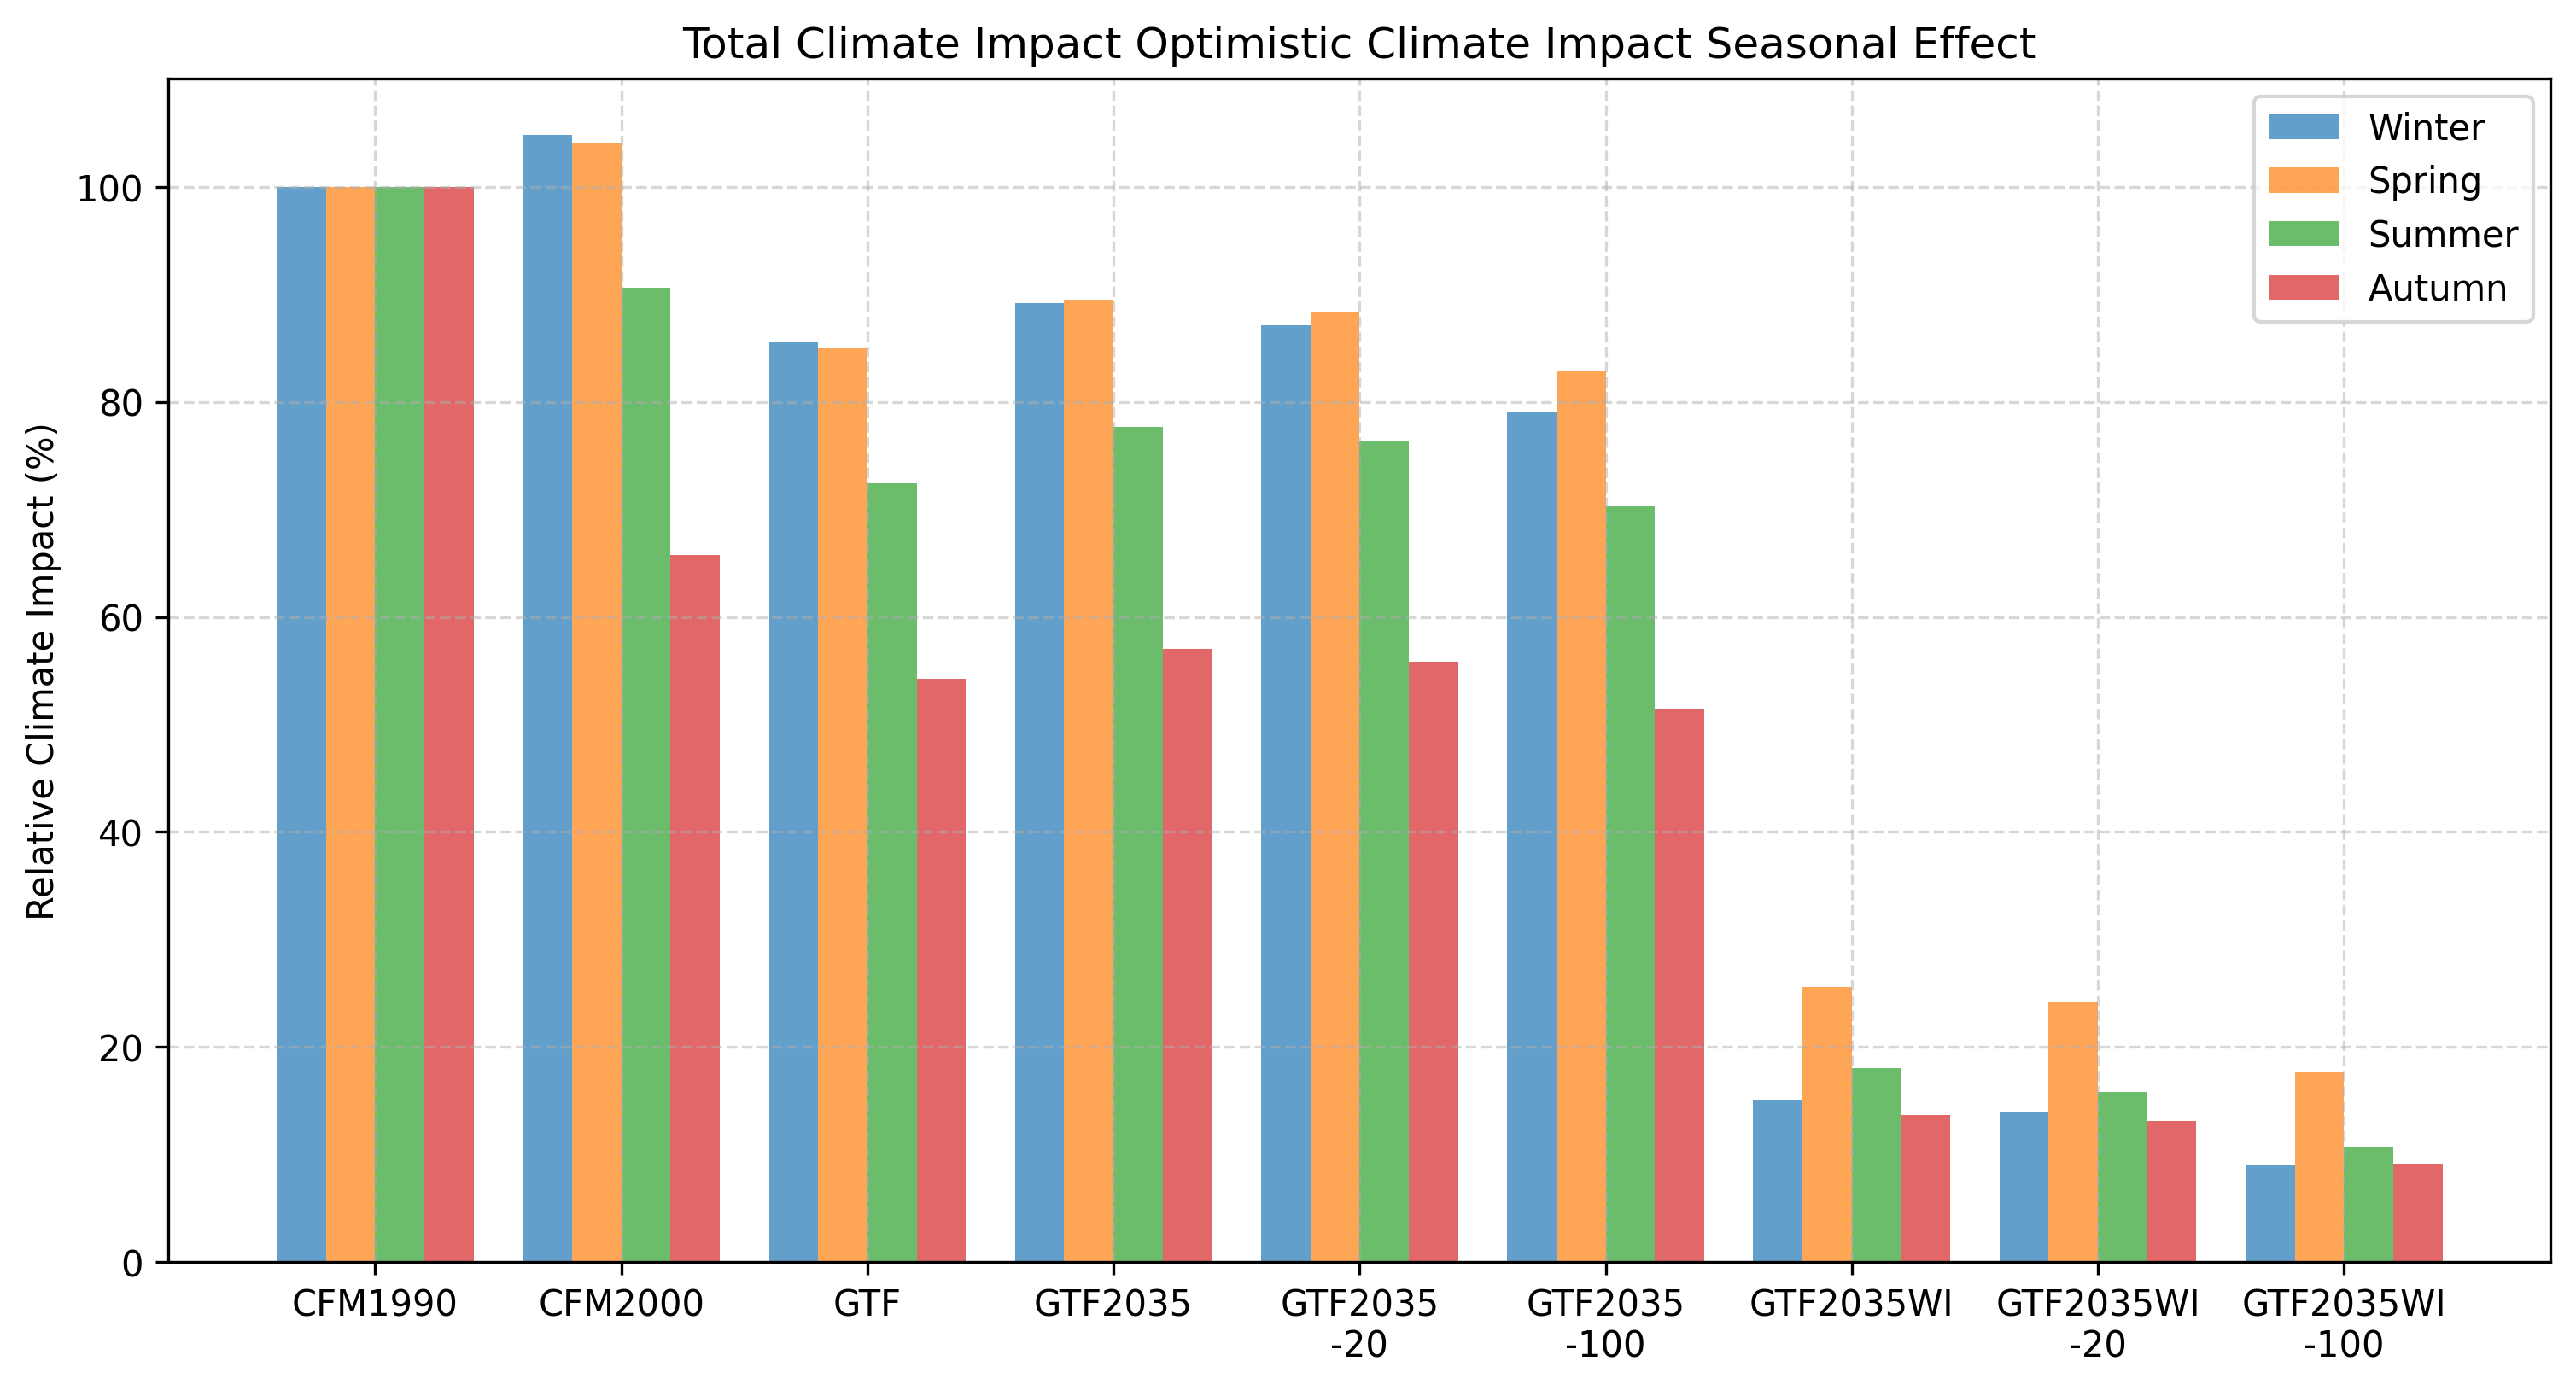 Total Climate Impact Optimistic Climate Impact Seasonal Effect
Relative Climate Impact (%)
100
80
60
40
20
0
Winter
Spring
Summer
Autumn
CFM1990
CFM2000
GTF
GTF2035
GTF2035
-20
GTF2035
-100
GTF2035WI
GTF2035WI
-20
GTF2035WI
-100